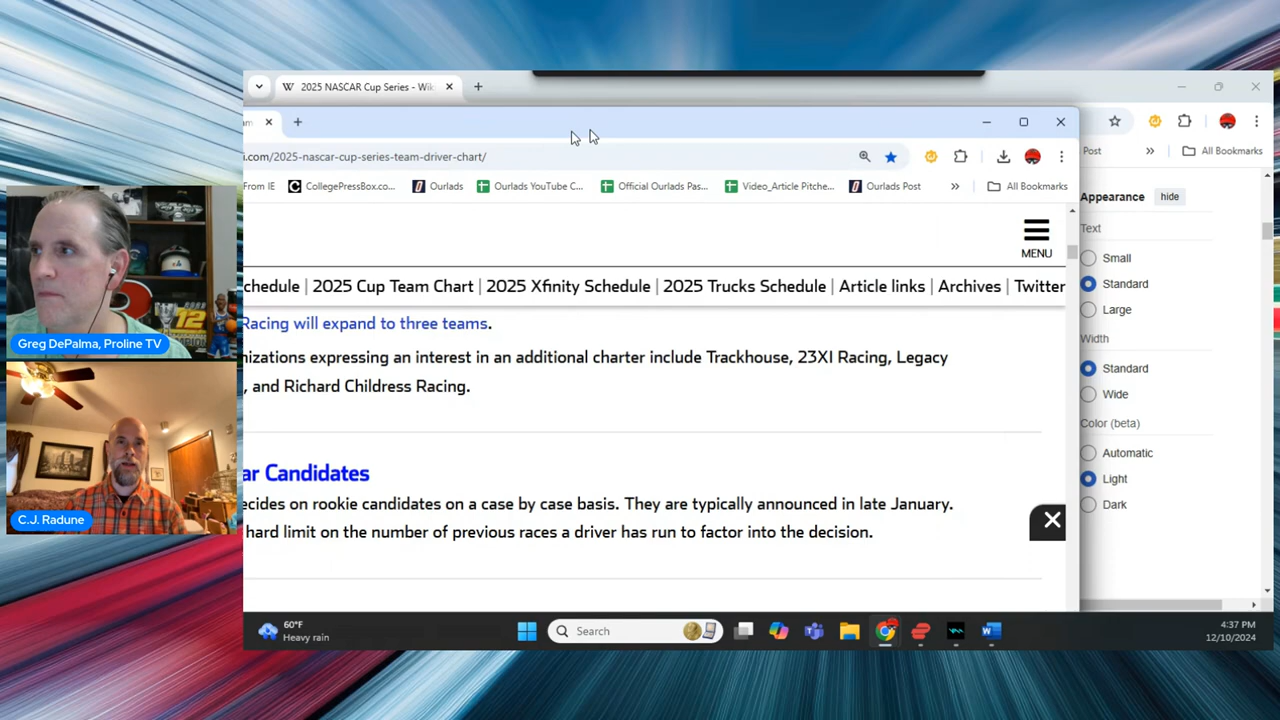 2025 NASCAR Cup Series - Wik
i.com/2025-nascar-cup-series-team-driver-chart/
From IE
CollegePressBox.co...
Ourlads
Ourlads YouTube C...
Official Ourlads Pas...
Video_Article Pitche...
Ourlads Post
All Bookmarks
Post
All Bookmarks
MENU
chedule | 2025 Cup Team Chart | 2025 Xfinity Schedule | 2025 Trucks Schedule | Article links | Archives | Twitter
Racing will expand to three teams.
nizations expressing an interest in an additional charter include Trackhouse, 23XI Racing, Legacy
, and Richard Childress Racing.
ar Candidates
ecides on rookie candidates on a case by case basis. They are typically announced in late January.
hard limit on the number of previous races a driver has run to factor into the decision.
Appearance
hide
Text
Small
Standard
Large
Width
Standard
Wide
Color (beta)
Automatic
Light
Dark
Greg DePalma, Proline TV
12
C.J. Radune
60°F
Heavy rain
Search
4:37 PM
12/10/2024